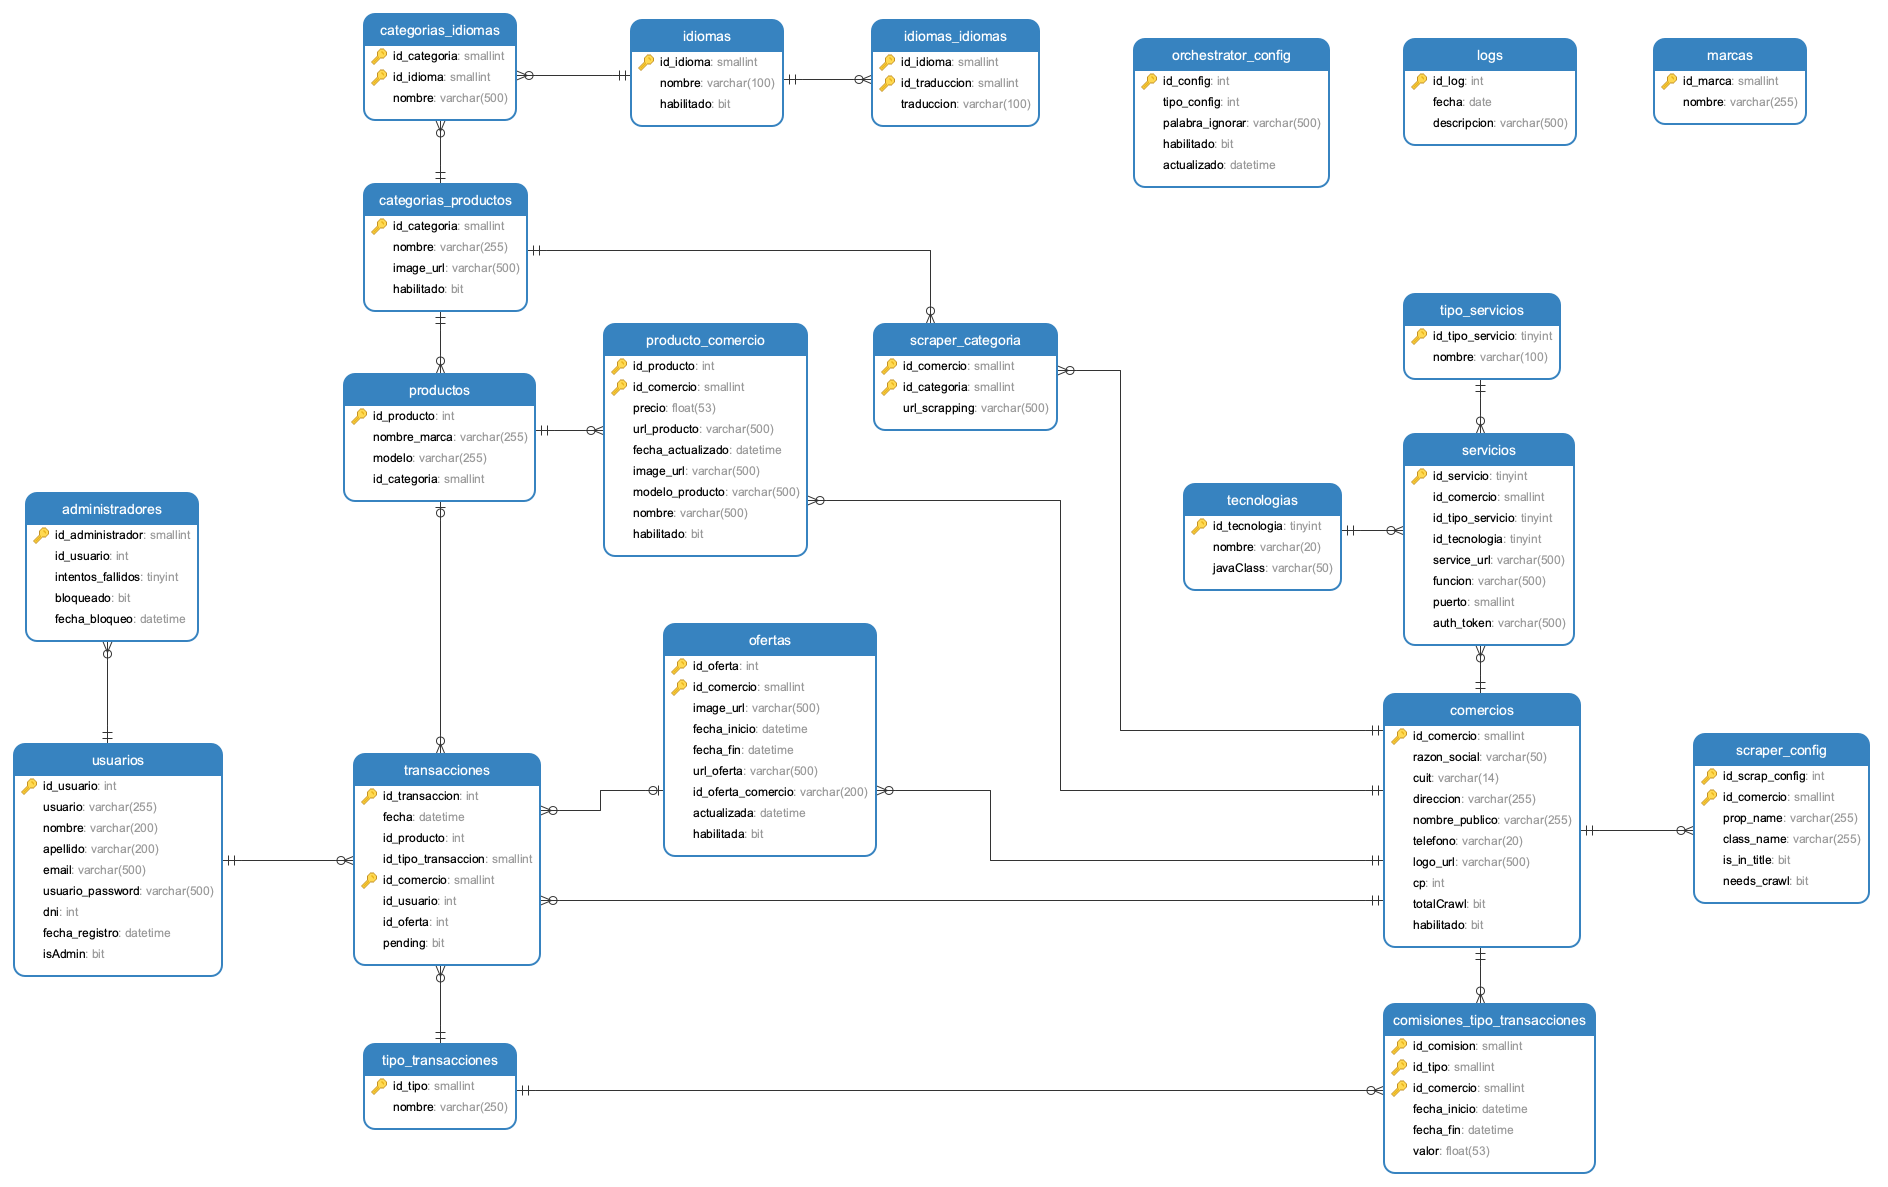 categorias_idiomas
id_categoria: smallint
id_idioma: smallint
nombre: varchar(500)
idiomas
id_idioma: smallint
nombre: varchar(100)
habilitado: bit
idiomas_idiomas
id_idioma: smallint
id_traduccion: smallint
traduccion: varchar(100)
orchestrator_config
id_config: int
tipo_config: int
palabra_ignorar: varchar(500)
habilitado: bit
actualizado: datetime
logs
id_log: int
fecha: date
descripcion: varchar(500)
marcas
id_marca: smallint
nombre: varchar(255)
categorias_productos
id_categoria: smallint
nombre: varchar(255)
image_url: varchar(500)
habilitado: bit
producto_comercio
id_producto: int
id_comercio: smallint
precio: float(53)
url_producto: varchar(500)
fecha_actualizado: datetime
image_url: varchar(500)
modelo_producto: varchar(500)
nombre: varchar(500)
habilitado: bit
scraper_categoria
id_comercio: smallint
id_categoria: smallint
url_scrapping: varchar(500)
tipo_servicios
id_tipo_servicio: tinyint
nombre: varchar(100)
productos
id_producto: int
nombre_marca: varchar(255)
modelo: varchar(255)
id_categoria: smallint
servicios
id_servicio: tinyint
id_comercio: smallint
id_tipo_servicio: tinyint
id_tecnologia: tinyint
service_url: varchar(500)
funcion: varchar(500)
puerto: smallint
auth_token: varchar(500)
tecnologias
id_tecnologia: tinyint
nombre: varchar(20)
javaClass: varchar(50)
administradores
id_administrador: smallint
id_usuario: int
intentos_fallidos: tinyint
bloqueado: bit
fecha_bloqueo: datetime
ofertas
id_oferta: int
id_comercio: smallint
image_url: varchar(500)
fecha_inicio: datetime
fecha_fin: datetime
url_oferta: varchar(500)
id_oferta_comercio: varchar(200)
actualizada: datetime
habilitada: bit
comercios
id_comercio: smallint
razon_social: varchar(50)
cuit: varchar(14)
direccion: varchar(255)
nombre_publico: varchar(255)
telefono: varchar(20)
logo_url: varchar(500)
cp: int
totalCrawl: bit
habilitado: bit
scraper_config
id_scrap_config: int
id_comercio: smallint
prop_name: varchar(255)
class_name: varchar(255)
is_in_title: bit
needs_crawl: bit
usuarios
id_usuario: int
usuario: varchar(255)
nombre: varchar(200)
apellido: varchar(200)
email: varchar(500)
usuario_password: varchar(500)
dni: int
fecha_registro: datetime
isAdmin: bit
transacciones
id_transaccion: int
fecha: datetime
id_producto: int
id_tipo_transaccion: smallint
id_comercio: smallint
id_usuario: int
id_oferta: int
pending: bit
tipo_transacciones
id_tipo: smallint
nombre: varchar(250)
comisiones_tipo_transacciones
id_comision: smallint
id_tipo: smallint
id_comercio: smallint
fecha_inicio: datetime
fecha_fin: datetime
valor: float(53)